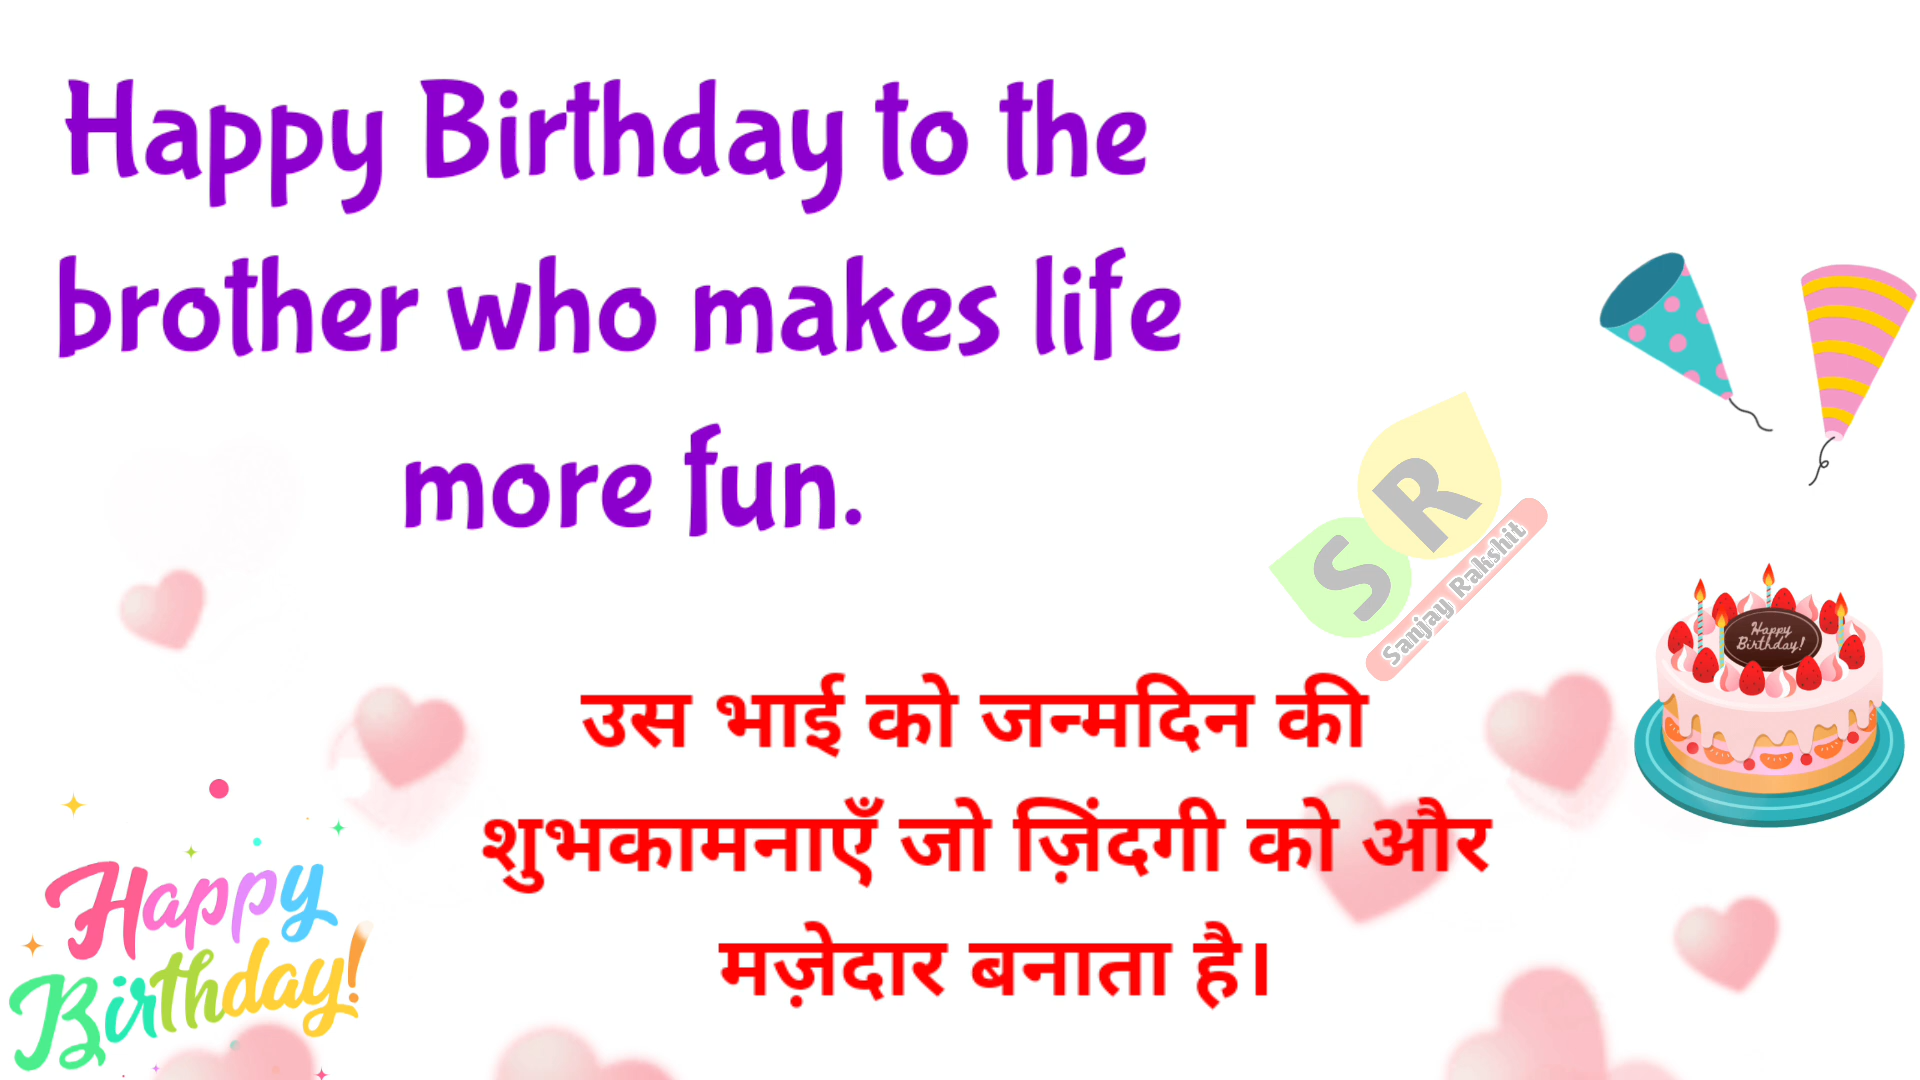 Happy Birthday to the
brother who makes life
more fun.
S R
Sanjay Rakshit
Happy
Birthday!
उस भाई को जन्मदिन की
शुभकामनाएँ जो ज़िंदगी को और
मज़ेदार बनाता है।
Happy
Birthday!